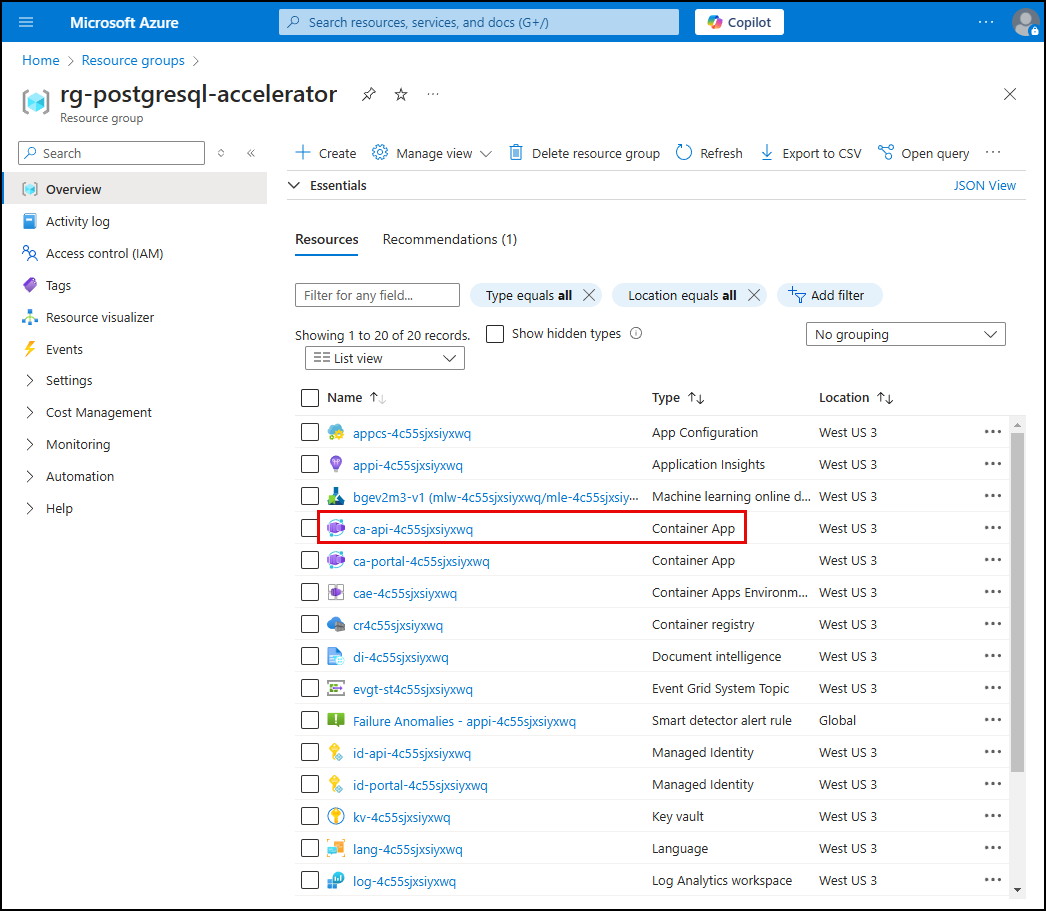 Microsoft Azure
Search resources, services, and docs (G+/)
Copilot
Home > Resource groups >
rg-postgresql-accelerator
Resource group
Search
Overview
Activity log
Access control (IAM)
Tags
Resource visualizer
Events
Settings
Cost Management
Monitoring
Automation
Help
Create Manage view Delete resource group Refresh Export to CSV Open query
Essentials JSON View
Resources Recommendations (1)
Filter for any field... Type equals all Location equals all Add filter
Showing 1 to 20 of 20 records. Show hidden types No grouping
List view
Name Type Location
appcs-4c55sjxsiyxwq App Configuration West US 3
appi-4c55sjxsiyxwq Application Insights West US 3
bgev2m3-v1 (mlw-4c55sjxsiyxwq/mle-4c55sjxsiy... Machine learning online d... West US 3
ca-api-4c55sjxsiyxwq Container App West US 3
ca-portal-4c55sjxsiyxwq Container App West US 3
cae-4c55sjxsiyxwq Container Apps Environm... West US 3
cr4c55sjxsiyxwq Container registry West US 3
di-4c55sjxsiyxwq Document intelligence West US 3
evgt-st4c55sjxsiyxwq Event Grid System Topic West US 3
Failure Anomalies - appi-4c55sjxsiyxwq Smart detector alert rule Global
id-api-4c55sjxsiyxwq Managed Identity West US 3
id-portal-4c55sjxsiyxwq Managed Identity West US 3
kv-4c55sjxsiyxwq Key vault West US 3
lang-4c55sjxsiyxwq Language West US 3
log-4c55sjxsiyxwq Log Analytics workspace West US 3